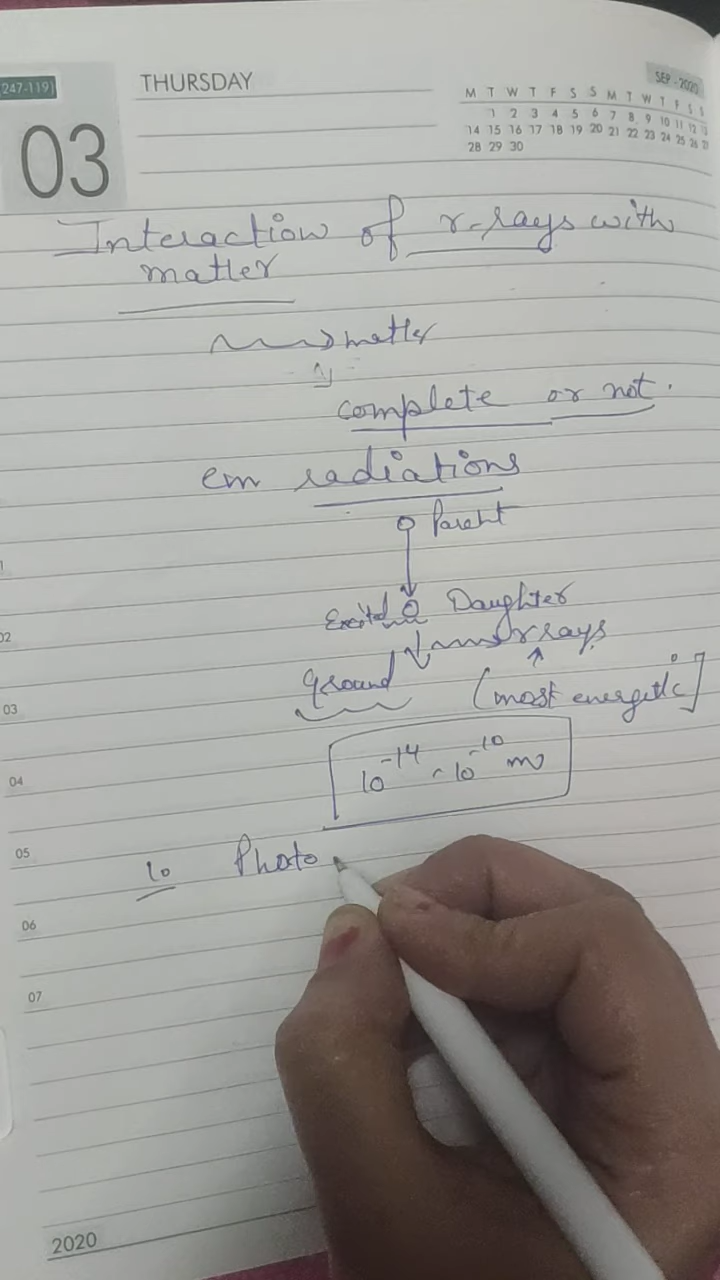 (247-119)
THURSDAY
SEP - 2020
M T W T F S S M T W T F S S
1 2 3 4 5 6 7 8 9 10 11 12 13
14 15 16 17 18 19 20 21 22 23 24 25 26 27
28 29 30
03
Interaction of r-rays with
matter
matter
complete or not.
em radiations
Parent
Excited Daughter
r rays
ground [most energetic]
10⁻¹⁴ - 10⁻¹⁰ m
02
03
04
05
1. Photo
06
07
2020